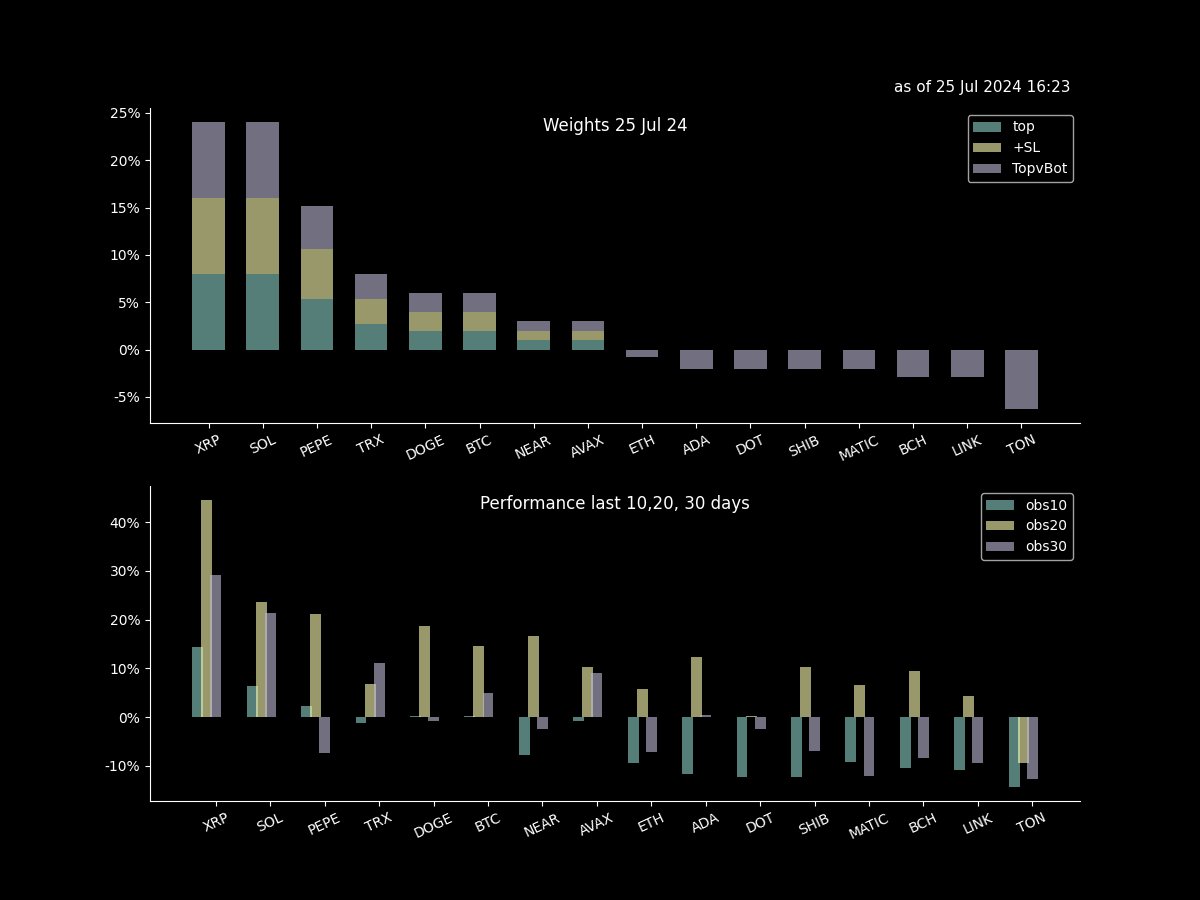 as of 25 Jul 2024 16:23
Weights 25 Jul 24
top
+SL
TopvBot
25%
20%
15%
10%
5%
0%
-5%
XRP SOL PEPE TRX DOGE BTC NEAR AVAX ETH ADA DOT SHIB MATIC BCH LINK TON
Performance last 10,20, 30 days
obs10
obs20
obs30
40%
30%
20%
10%
0%
-10%
XRP SOL PEPE TRX DOGE BTC NEAR AVAX ETH ADA DOT SHIB MATIC BCH LINK TON